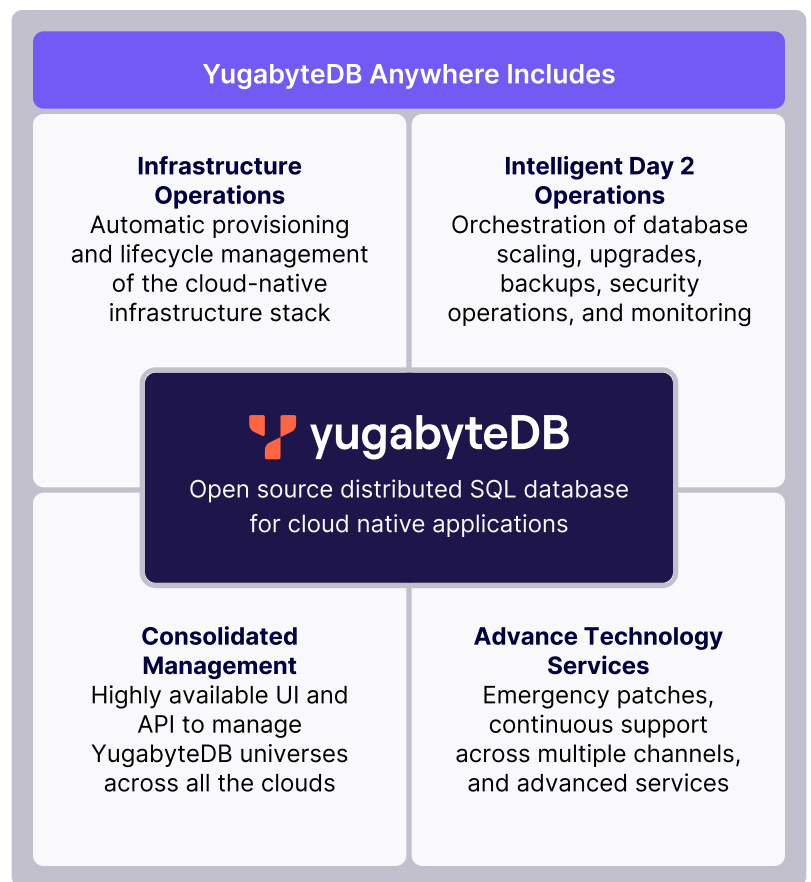 YugabyteDB Anywhere Includes
Infrastructure
Operations
Automatic provisioning
and lifecycle management
of the cloud-native
infrastructure stack
Intelligent Day 2
Operations
Orchestration of database
scaling, upgrades,
backups, security
operations, and monitoring
yugabyteDB
Open source distributed SQL database
for cloud native applications
Consolidated
Management
Highly available UI and
API to manage
YugabyteDB universes
across all the clouds
Advance Technology
Services
Emergency patches,
continuous support
across multiple channels,
and advanced services